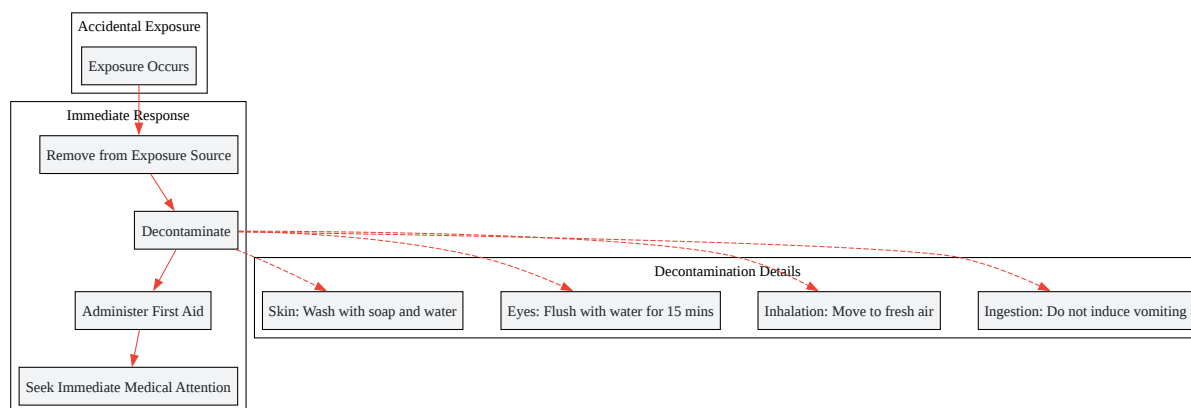 Accidental Exposure
Exposure Occurs
Immediate Response
Remove from Exposure Source
Decontaminate
Decontamination Details
Administer First Aid
Skin: Wash with soap and water
Eyes: Flush with water for 15 mins
Inhalation: Move to fresh air
Ingestion: Do not induce vomiting
Seek Immediate Medical Attention